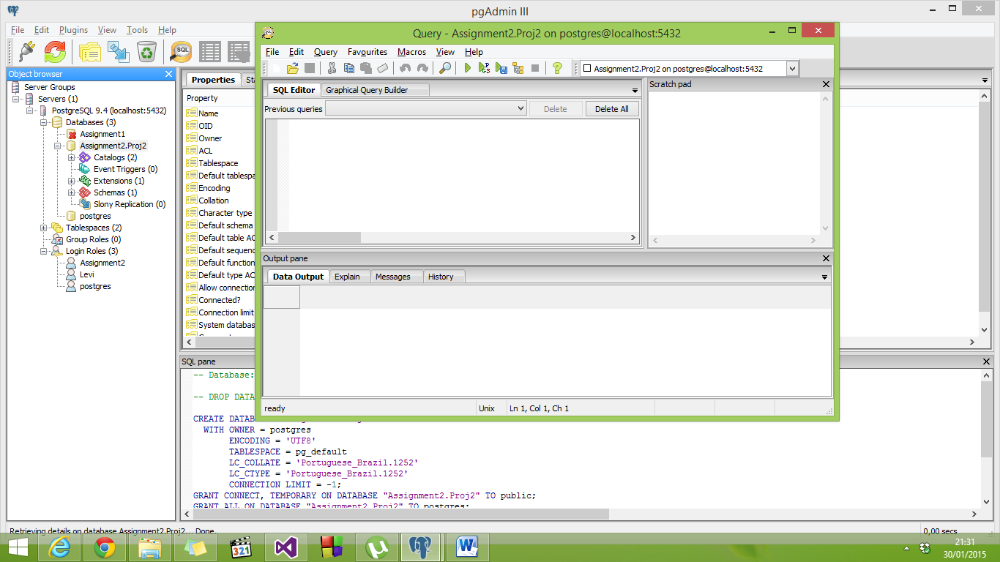 pgAdmin III
File Edit Plugins View Tools Help
Object browser
Server Groups
Servers (1)
PostgreSQL 9.4 (localhost:5432)
Databases (3)
Assignment1
Assignment2.Proj2
Catalogs (2)
Event Triggers (0)
Extensions (1)
Schemas (1)
Slony Replication (0)
postgres
Tablespaces (2)
Group Roles (0)
Login Roles (3)
Assignment2
Levi
postgres
Properties
Property
Name
OID
Owner
ACL
Tablespace
Default tablespa
Encoding
Collation
Character type
Default schema
Default table AC
Default sequenc
Default function
Default type AC
Allow connection
Connected?
Connection limit
System databas
Query - Assignment2.Proj2 on postgres@localhost:5432
File Edit Query Favourites Macros View Help
Assignment2.Proj2 on postgres@localhost:5432
SQL Editor Graphical Query Builder
Previous queries Delete Delete All
Scratch pad
Output pane
Data Output Explain Messages History
ready Unix Ln 1, Col 1, Ch 1
SQL pane
-- Database:
-- DROP DATA
CREATE DATAB
WITH OWNER = postgres
ENCODING = 'UTF8'
TABLESPACE = pg_default
LC_COLLATE = 'Portuguese_Brazil.1252'
LC_CTYPE = 'Portuguese_Brazil.1252'
CONNECTION LIMIT = -1;
GRANT CONNECT, TEMPORARY ON DATABASE "Assignment2.Proj2" TO public;
GRANT ALL ON DATABASE "Assignment2.Proj2" TO postgres;
Retrieving details on database Assignment2.Proj2... Done.
0,00 secs
321
21:31
30/01/2015